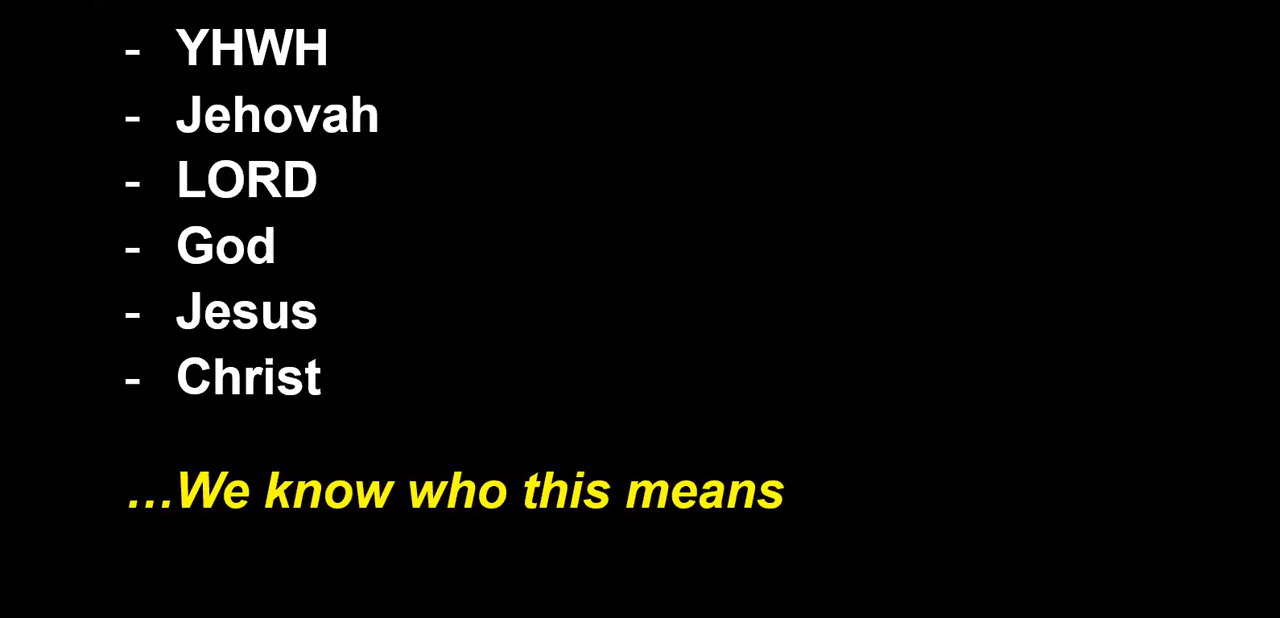 - YHWH
- Jehovah
- LORD
- God
- Jesus
- Christ
…We know who this means